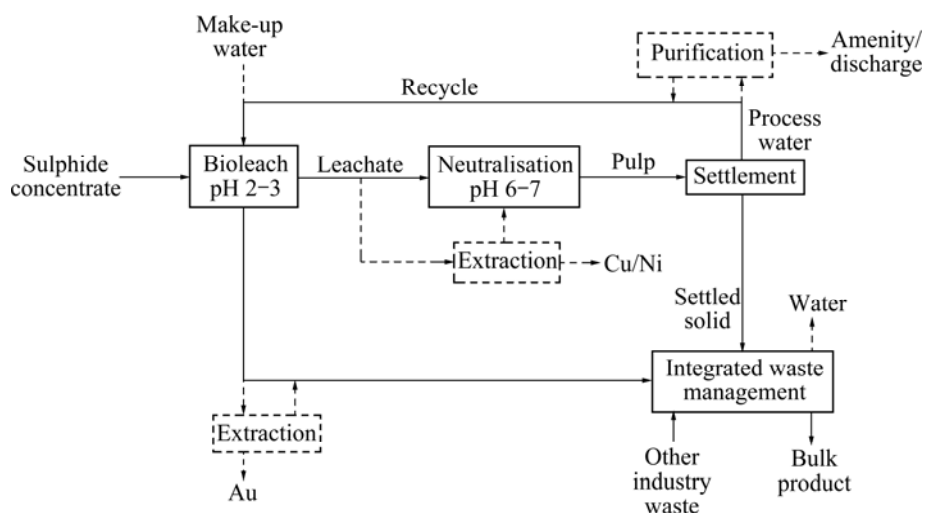 Make-up
water
Purification
Amenity/
discharge
Recycle
Process
water
Sulphide
concentrate
Bioleach
pH 2−3
Leachate
Neutralisation
pH 6−7
Pulp
Settlement
Extraction
Cu/Ni
Settled
solid
Water
Integrated waste
management
Extraction
Au
Other
industry
waste
Bulk
product